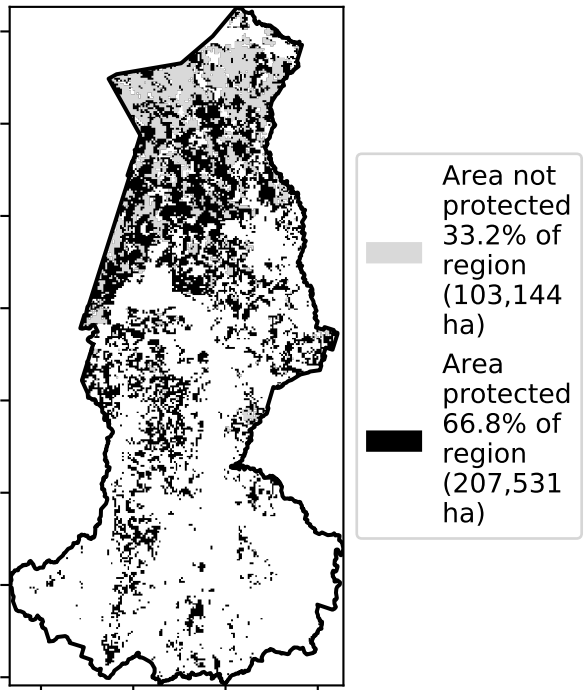 Area not
protected
33.2% of
region
(103,144
ha)
Area
protected
66.8% of
region
(207,531
ha)